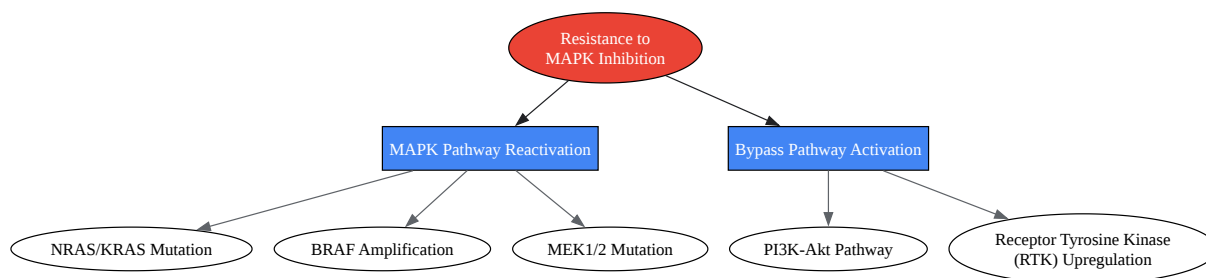 Resistance to
MAPK Inhibition
MAPK Pathway Reactivation
Bypass Pathway Activation
NRAS/KRAS Mutation
BRAF Amplification
MEK1/2 Mutation
PI3K-Akt Pathway
Receptor Tyrosine Kinase
(RTK) Upregulation